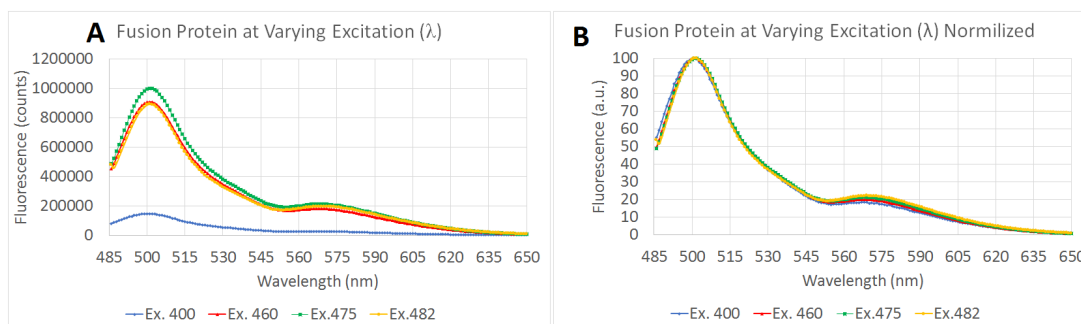 A
Fusion Protein at Varying Excitation (λ)
1200000
1000000
800000
600000
400000
200000
0
Fluorescence (counts)
485 500 515 530 545 560 575 590 605 620 635 650
Wavelength (nm)
Ex. 400 Ex. 460 Ex.475 Ex.482
B
Fusion Protein at Varying Excitation (λ) Normilized
100
90
80
70
60
50
40
30
20
10
0
Fluorescence (a.u.)
485 500 515 530 545 560 575 590 605 620 635 650
Wavelength (nm)
Ex. 400 Ex. 460 Ex.475 Ex.482